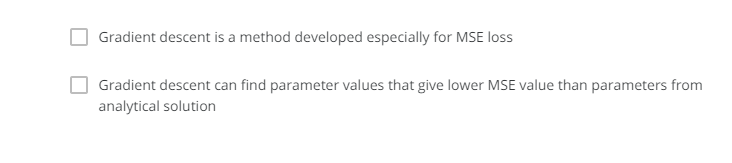 Gradient descent is a method developed especially for MSE loss
Gradient descent can find parameter values that give lower MSE value than parameters from
analytical solution